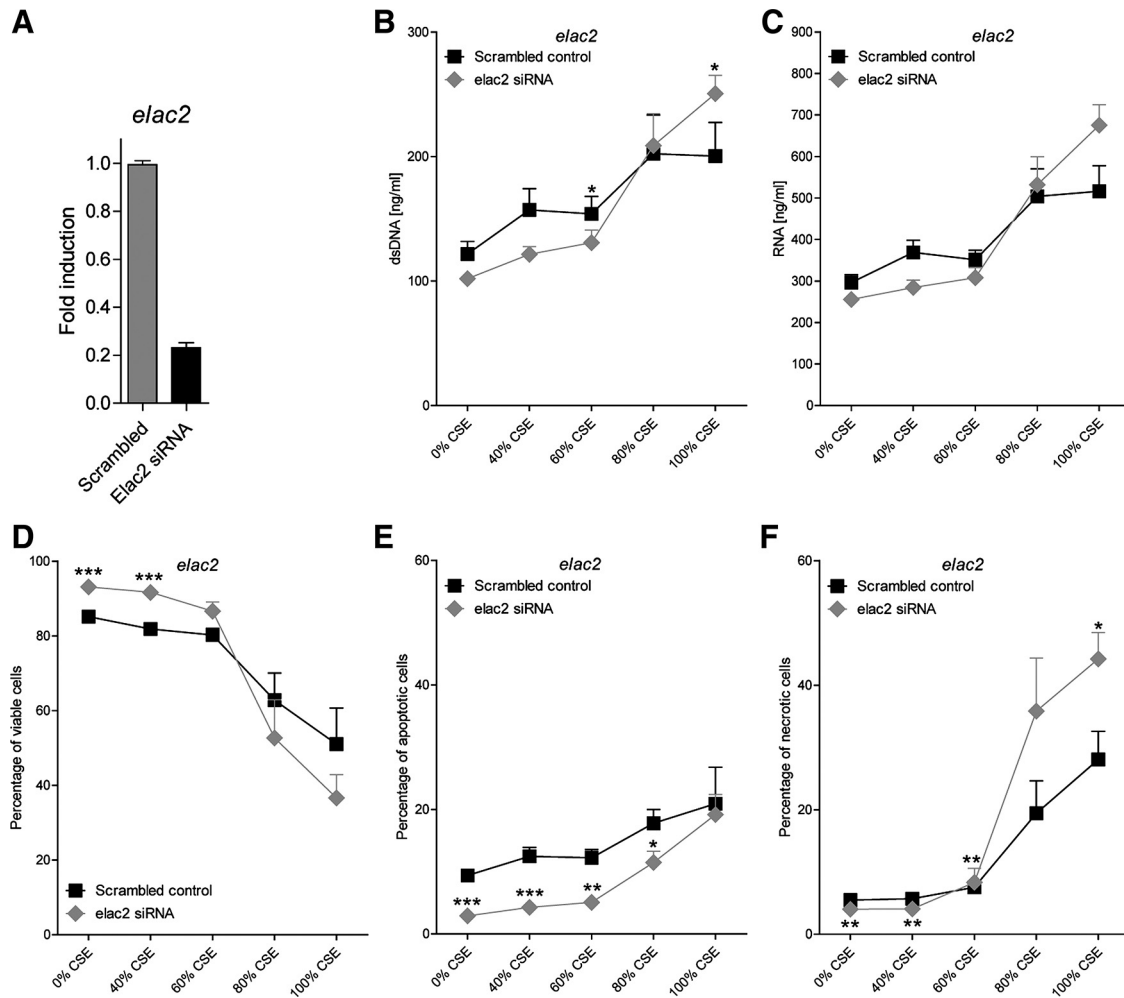 A
elac2
Fold induction
1.0
0.8
0.6
0.4
0.2
0.0
Scrambled
Elac2 siRNA
B
elac2
Scrambled control
elac2 siRNA
dsDNA [ng/ml]
300
200
100
0
*
*
0% CSE
40% CSE
60% CSE
80% CSE
100% CSE
C
elac2
Scrambled control
elac2 siRNA
RNA [ng/ml]
900
800
700
600
500
400
300
200
100
0
0% CSE
40% CSE
60% CSE
80% CSE
100% CSE
D
elac2
Percentage of viable cells
100
80
60
40
20
0
***
***
Scrambled control
elac2 siRNA
0% CSE
40% CSE
60% CSE
80% CSE
100% CSE
E
elac2
Scrambled control
elac2 siRNA
Percentage of apoptotic cells
60
40
20
0
***
***
**
*
0% CSE
40% CSE
60% CSE
80% CSE
100% CSE
F
elac2
Scrambled control
elac2 siRNA
Percentage of necrotic cells
60
40
20
0
**
**
**
*
0% CSE
40% CSE
60% CSE
80% CSE
100% CSE